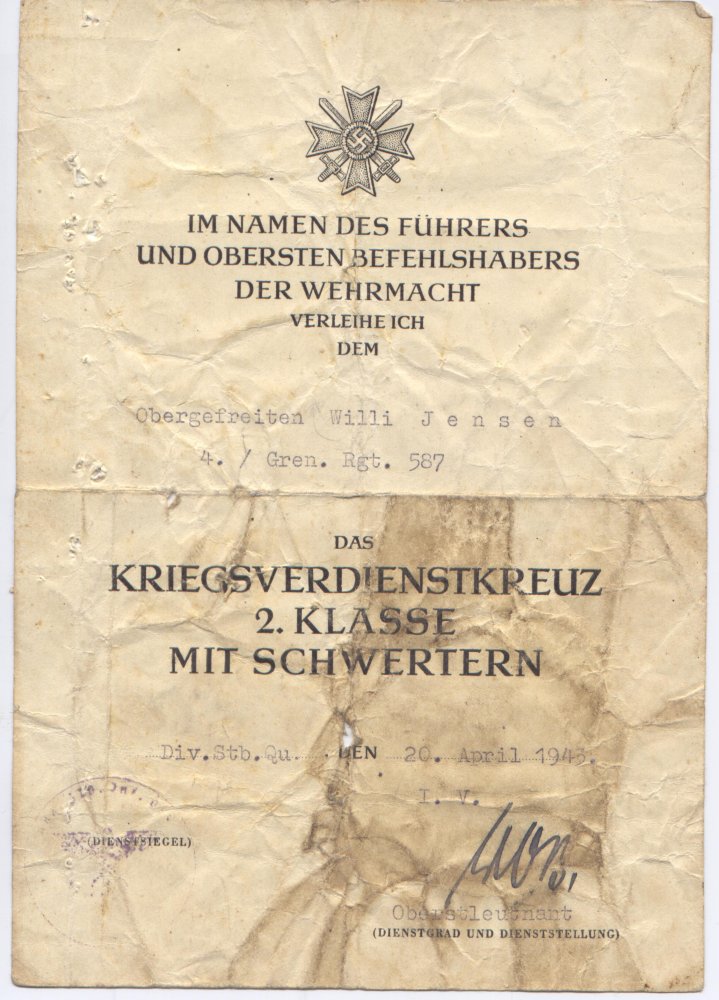 IM NAMEN DES FÜHRERS
UND OBERSTEN BEFEHLSHABERS
DER WEHRMACHT
VERLEIHE ICH
DEM
Obergefreiten Willi Jensen
4. / Gren. Rgt. 587
DAS
KRIEGSVERDIENSTKREUZ
2. KLASSE
MIT SCHWERTERN
Div.Stb.Qu. , DEN 20. April 1943.
I. V.
(DIENSTSIEGEL)
Oberstleutnant
(DIENSTGRAD UND DIENSTSTELLUNG)